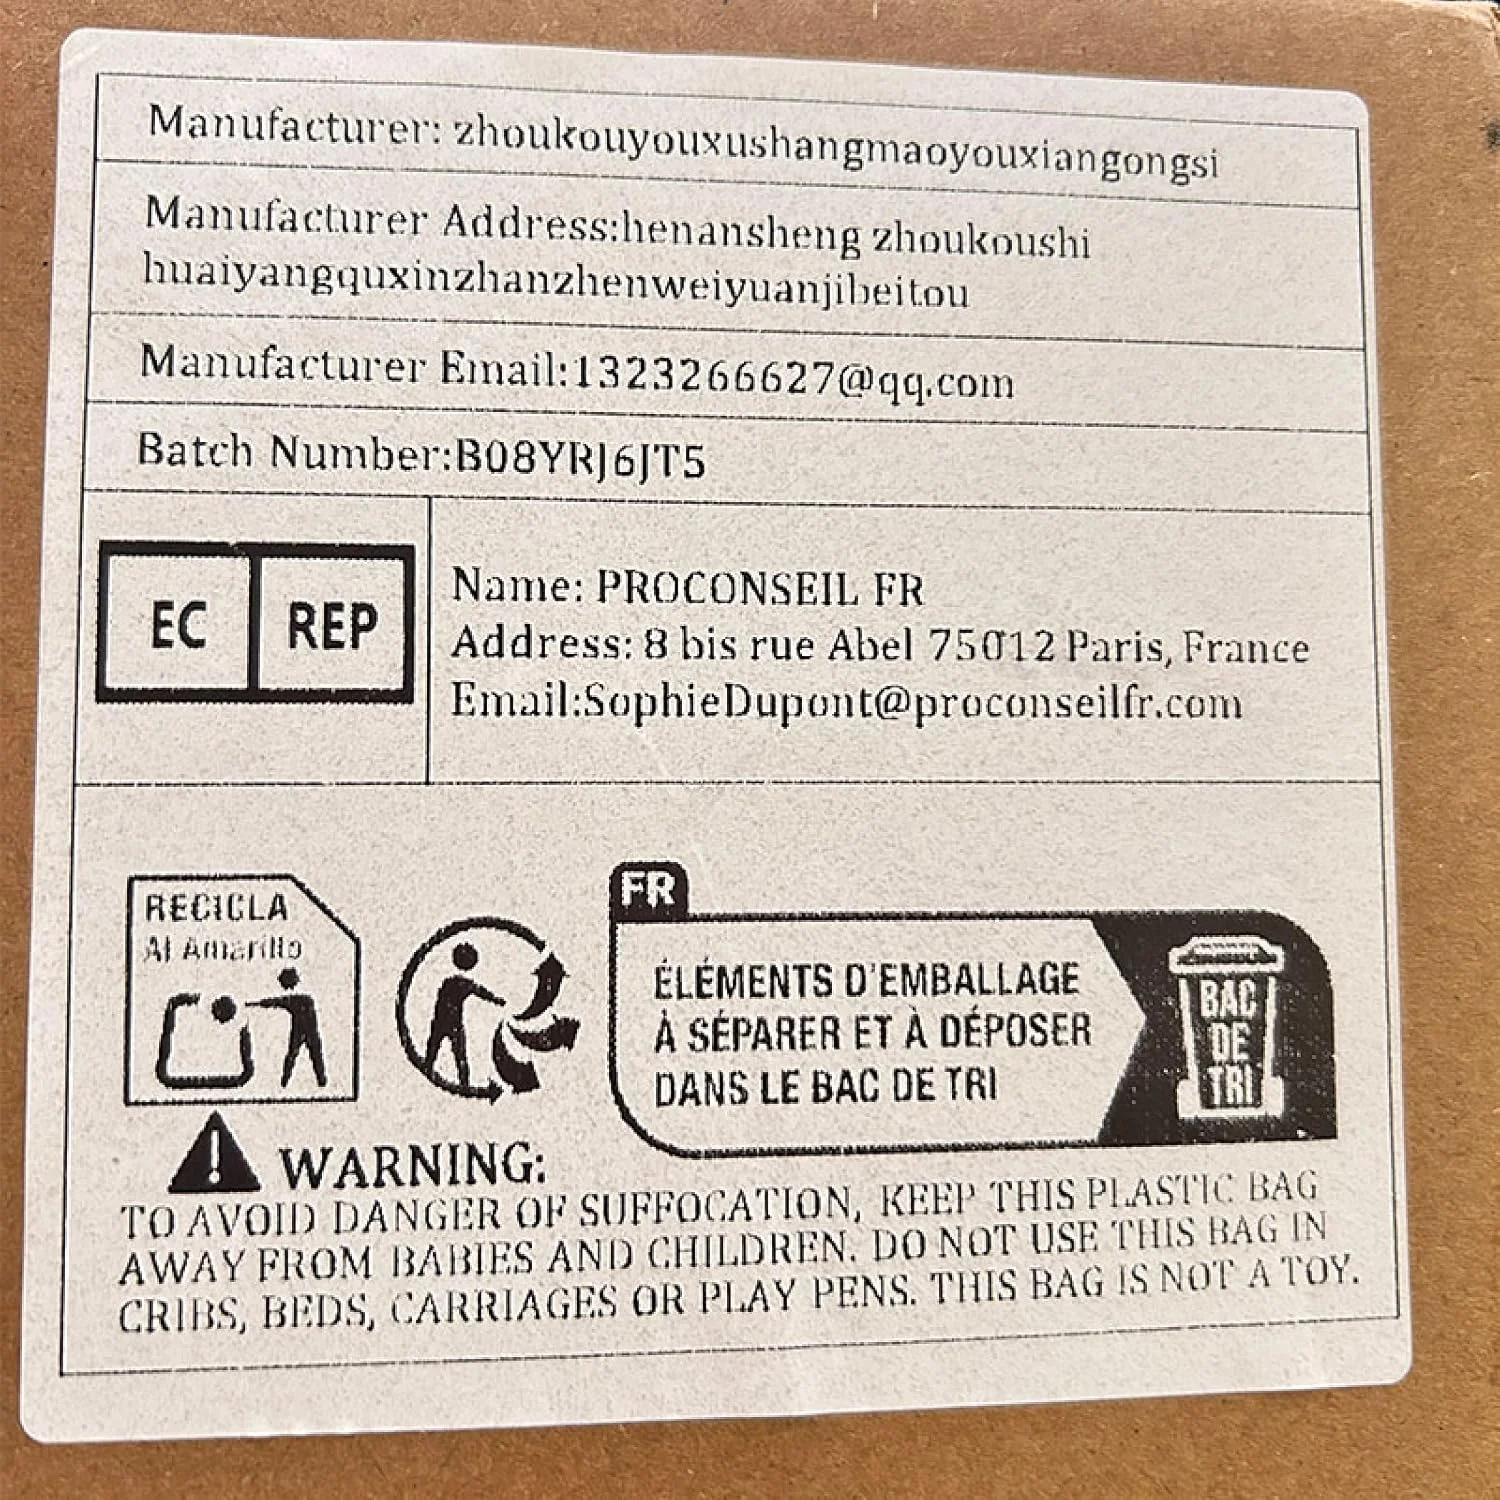 Manufacturer: zhoukouyouxushangmaoyouxiangongsi
Manufacturer Address:henansheng zhoukoushi
huaiyangquxinzhanzhenweiyuanjibeitou
Manufacturer Email:1323266627@qq.com
Batch Number:B08YRJ6JT5
EC REP
Name: PROCONSEIL FR
Address: 8 bis rue Abel 75012 Paris, France
Email:SophieDupont@proconseilfr.com
RECICLA
Al Amarillo
FR
ÉLÉMENTS D'EMBALLAGE
À SÉPARER ET À DÉPOSER
DANS LE BAC DE TRI
BAC
DE
TRI
WARNING:
TO AVOID DANGER OF SUFFOCATION, KEEP THIS PLASTIC BAG
AWAY FROM BABIES AND CHILDREN. DO NOT USE THIS BAG IN
CRIBS, BEDS, CARRIAGES OR PLAY PENS. THIS BAG IS NOT A TOY.